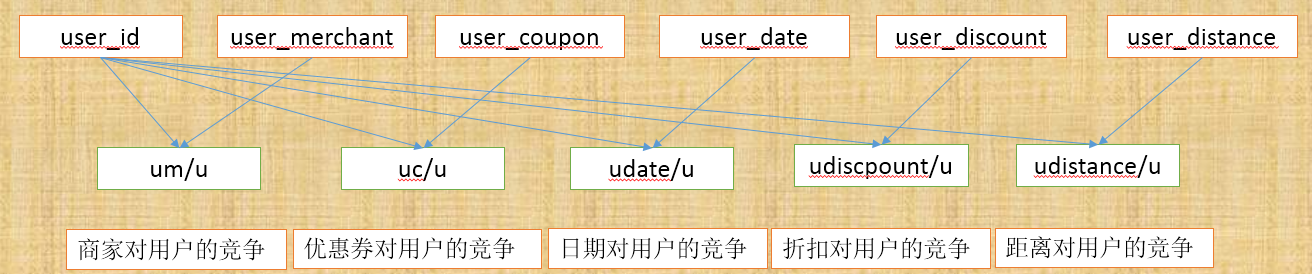 user_id
user_merchant
user_coupon
user_date
user_discount
user_distance
um/u
uc/u
udate/u
udiscpount/u
udistance/u
商家对用户的竞争
优惠券对用户的竞争
日期对用户的竞争
折扣对用户的竞争
距离对用户的竞争